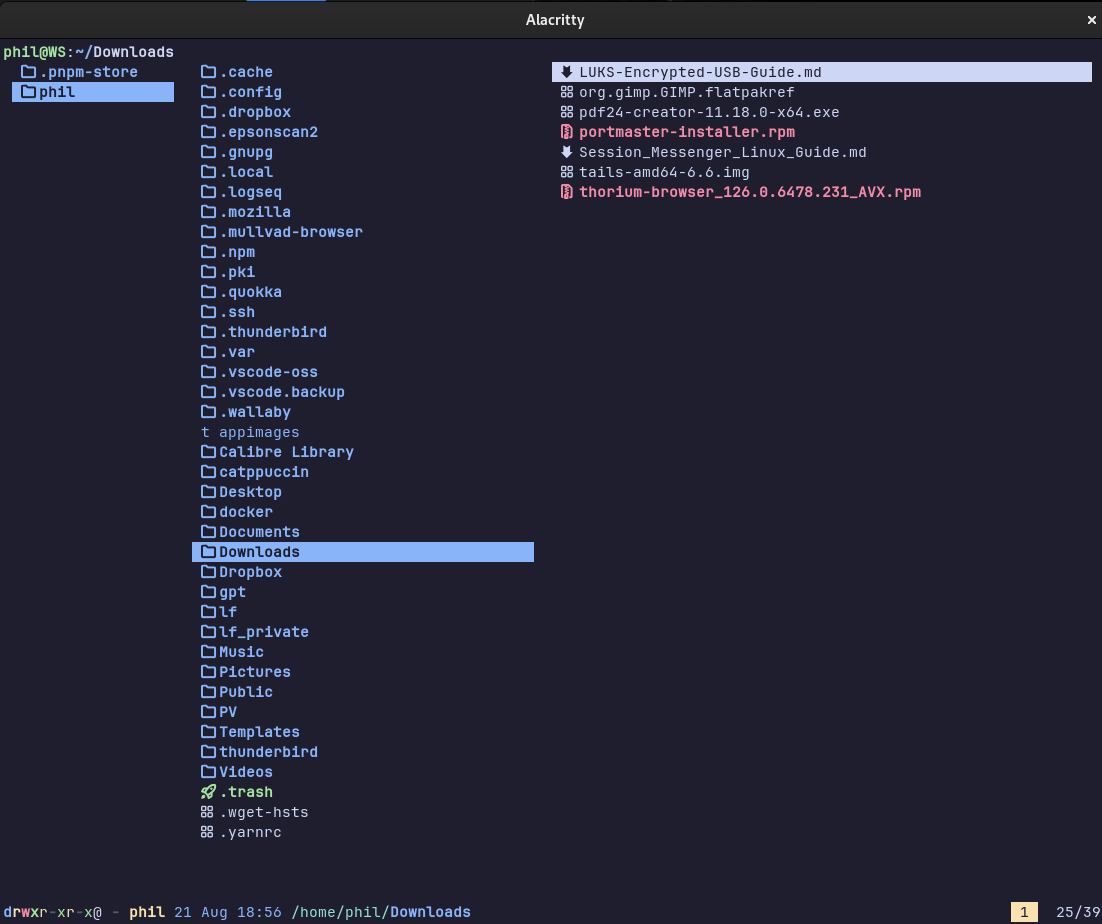 Alacritty
phil@WS:~/Downloads
.pnpm-store
phil
.cache
.config
.dropbox
.epsonscan2
.gnupg
.local
.logseq
.mozilla
.mullvad-browser
.npm
.pki
.quokka
.ssh
.thunderbird
.var
.vscode-oss
.vscode.backup
.wallaby
t appimages
Calibre Library
catppuccin
Desktop
docker
Documents
Downloads
Dropbox
gpt
lf
lf_private
Music
Pictures
Public
PV
Templates
thunderbird
Videos
.trash
.wget-hsts
.yarnrc
LUKS-Encrypted-USB-Guide.md
org.gimp.GIMP.flatpakref
pdf24-creator-11.18.0-x64.exe
portmaster-installer.rpm
Session_Messenger_Linux_Guide.md
tails-amd64-6.6.img
thorium-browser_126.0.6478.231_AVX.rpm
drwxr-xr-x@ - phil 21 Aug 18:56 /home/phil/Downloads 1 25/39